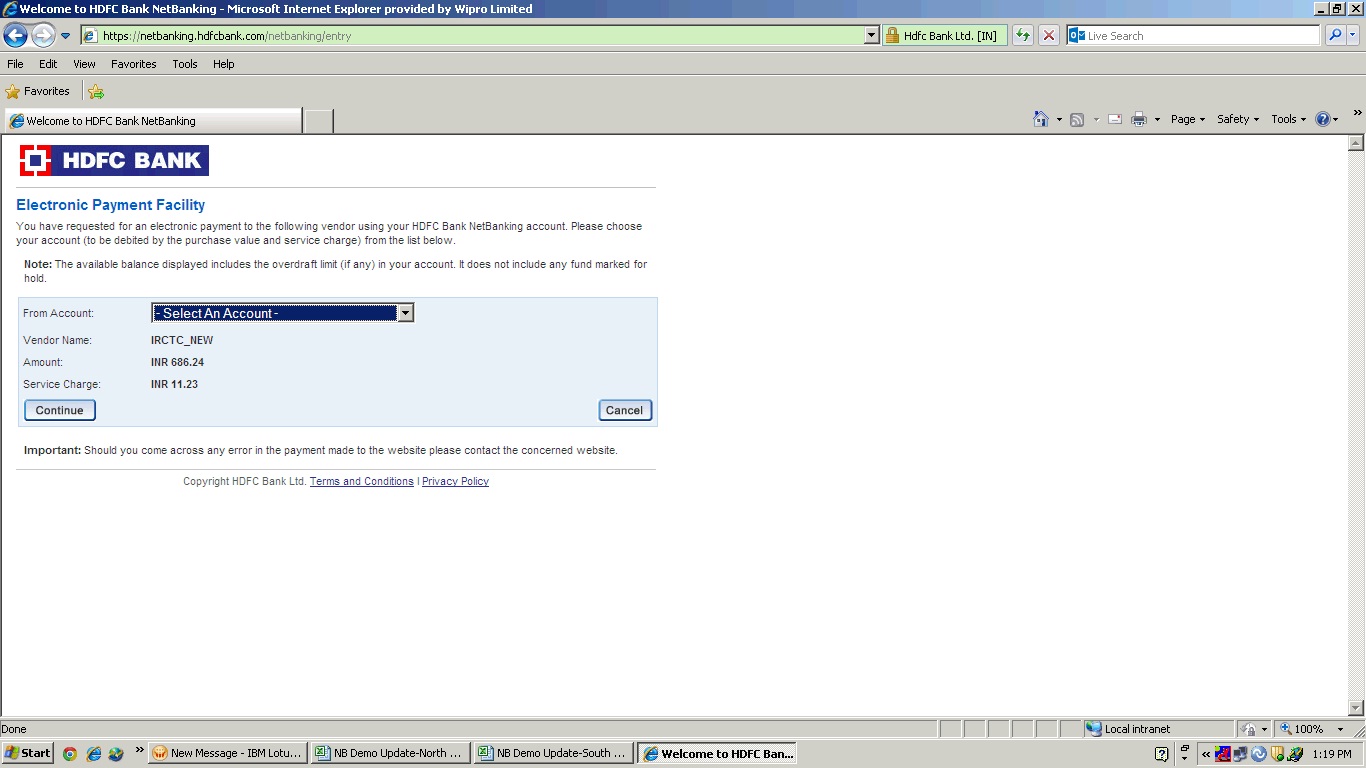 Welcome to HDFC Bank NetBanking - Microsoft Internet Explorer provided by Wipro Limited
https://netbanking.hdfcbank.com/netbanking/entry
Hdfc Bank Ltd. [IN]
Live Search
File Edit View Favorites Tools Help
Favorites
Welcome to HDFC Bank NetBanking
Page Safety Tools
HDFC BANK
Electronic Payment Facility
You have requested for an electronic payment to the following vendor using your HDFC Bank NetBanking account. Please choose
your account (to be debited by the purchase value and service charge) from the list below.
Note: The available balance displayed includes the overdraft limit (if any) in your account. It does not include any fund marked for
hold.
From Account: - Select An Account -
Vendor Name: IRCTC_NEW
Amount: INR 686.24
Service Charge: INR 11.23
Continue Cancel
Important: Should you come across any error in the payment made to the website please contact the concerned website.
Copyright HDFC Bank Ltd. Terms and Conditions | Privacy Policy
Done Local intranet 100%
Start New Message - IBM Lotu... NB Demo Update-North ... NB Demo Update-South ... Welcome to HDFC Ban... 1:19 PM